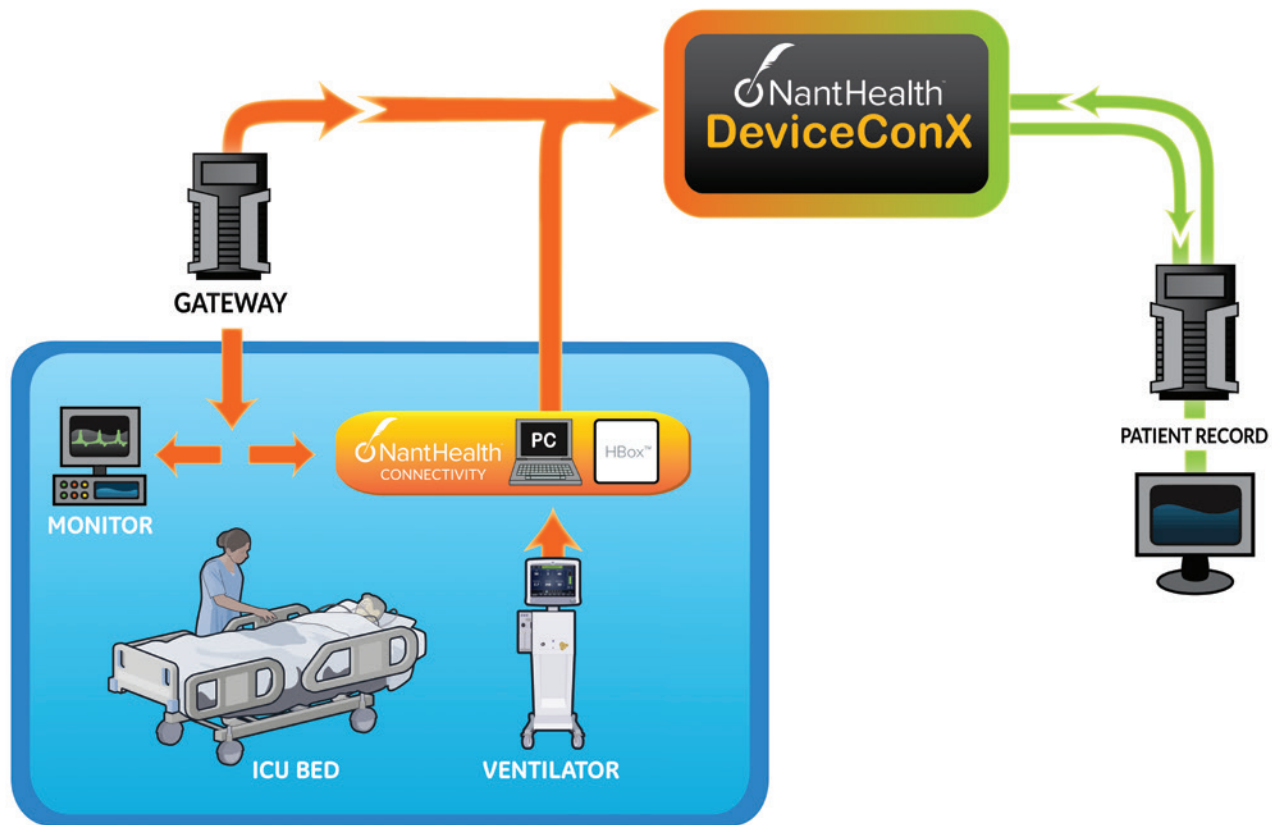 NantHealth™
DeviceConX
GATEWAY
PATIENT RECORD
NantHealth
CONNECTIVITY
PC
HBox™
MONITOR
ICU BED
VENTILATOR